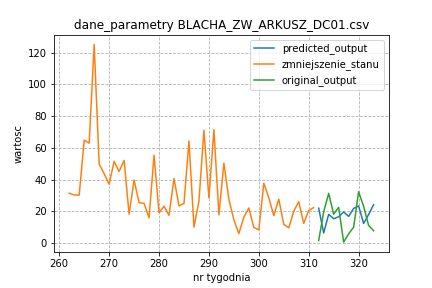 dane_parametry BLACHA_ZW_ARKUSZ_DC01.csv
predicted_output
zmniejszenie_stanu
original_output
wartosc
120
100
80
60
40
20
0
260 270 280 290 300 310 320
nr tygodnia